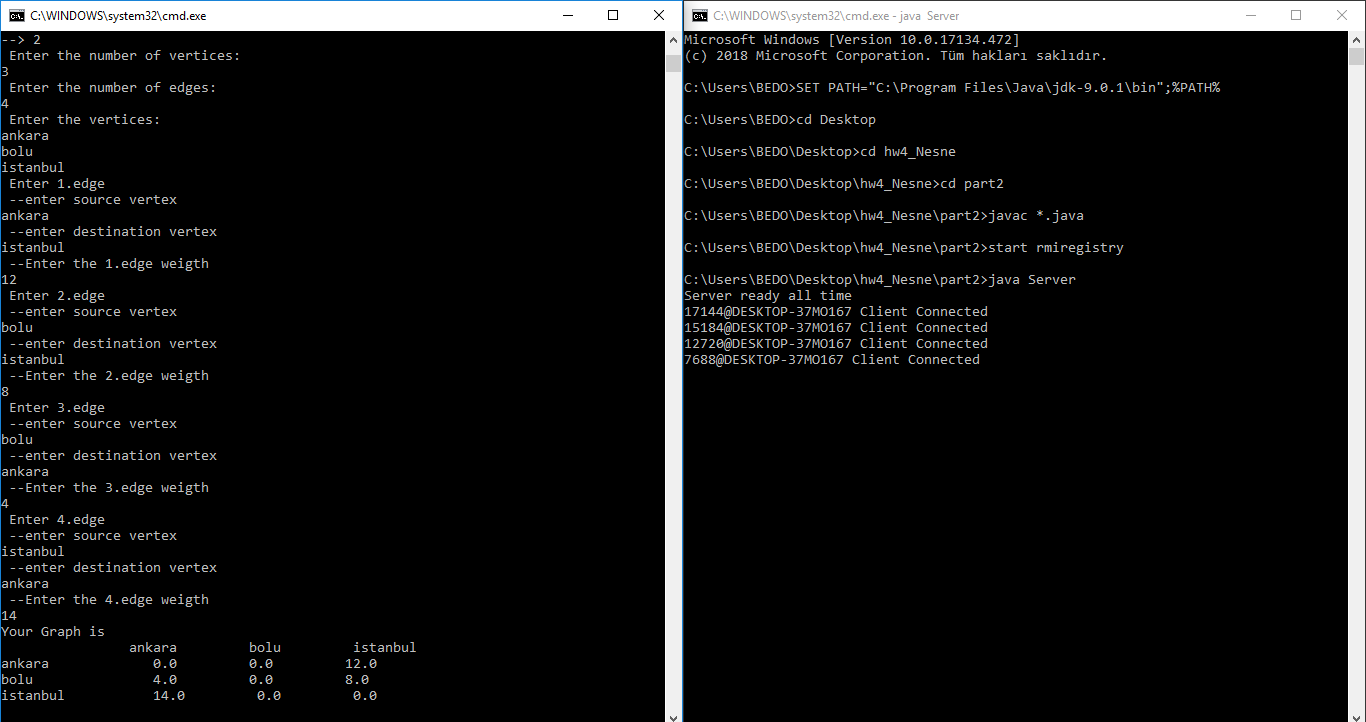 C:\WINDOWS\system32\cmd.exe
--> 2
Enter the number of vertices:
3
Enter the number of edges:
4
Enter the vertices:
ankara
bolu
istanbul
Enter 1.edge
--enter source vertex
ankara
--enter destination vertex
istanbul
--Enter the 1.edge weigth
12
Enter 2.edge
--enter source vertex
bolu
--enter destination vertex
istanbul
--Enter the 2.edge weigth
8
Enter 3.edge
--enter source vertex
bolu
--enter destination vertex
ankara
--Enter the 3.edge weigth
4
Enter 4.edge
--enter source vertex
istanbul
--enter destination vertex
ankara
--Enter the 4.edge weigth
14
Your Graph is
ankara bolu istanbul
ankara 0.0 0.0 12.0
bolu 4.0 0.0 8.0
istanbul 14.0 0.0 0.0
C:\WINDOWS\system32\cmd.exe - java Server
Microsoft Windows [Version 10.0.17134.472]
(c) 2018 Microsoft Corporation. Tüm hakları saklıdır.
C:\Users\BEDO>SET PATH="C:\Program Files\Java\jdk-9.0.1\bin";%PATH%
C:\Users\BEDO>cd Desktop
C:\Users\BEDO\Desktop>cd hw4_Nesne
C:\Users\BEDO\Desktop\hw4_Nesne>cd part2
C:\Users\BEDO\Desktop\hw4_Nesne\part2>javac *.java
C:\Users\BEDO\Desktop\hw4_Nesne\part2>start rmiregistry
C:\Users\BEDO\Desktop\hw4_Nesne\part2>java Server
Server ready all time
17144@DESKTOP-37MO167 Client Connected
15184@DESKTOP-37MO167 Client Connected
12720@DESKTOP-37MO167 Client Connected
7688@DESKTOP-37MO167 Client Connected